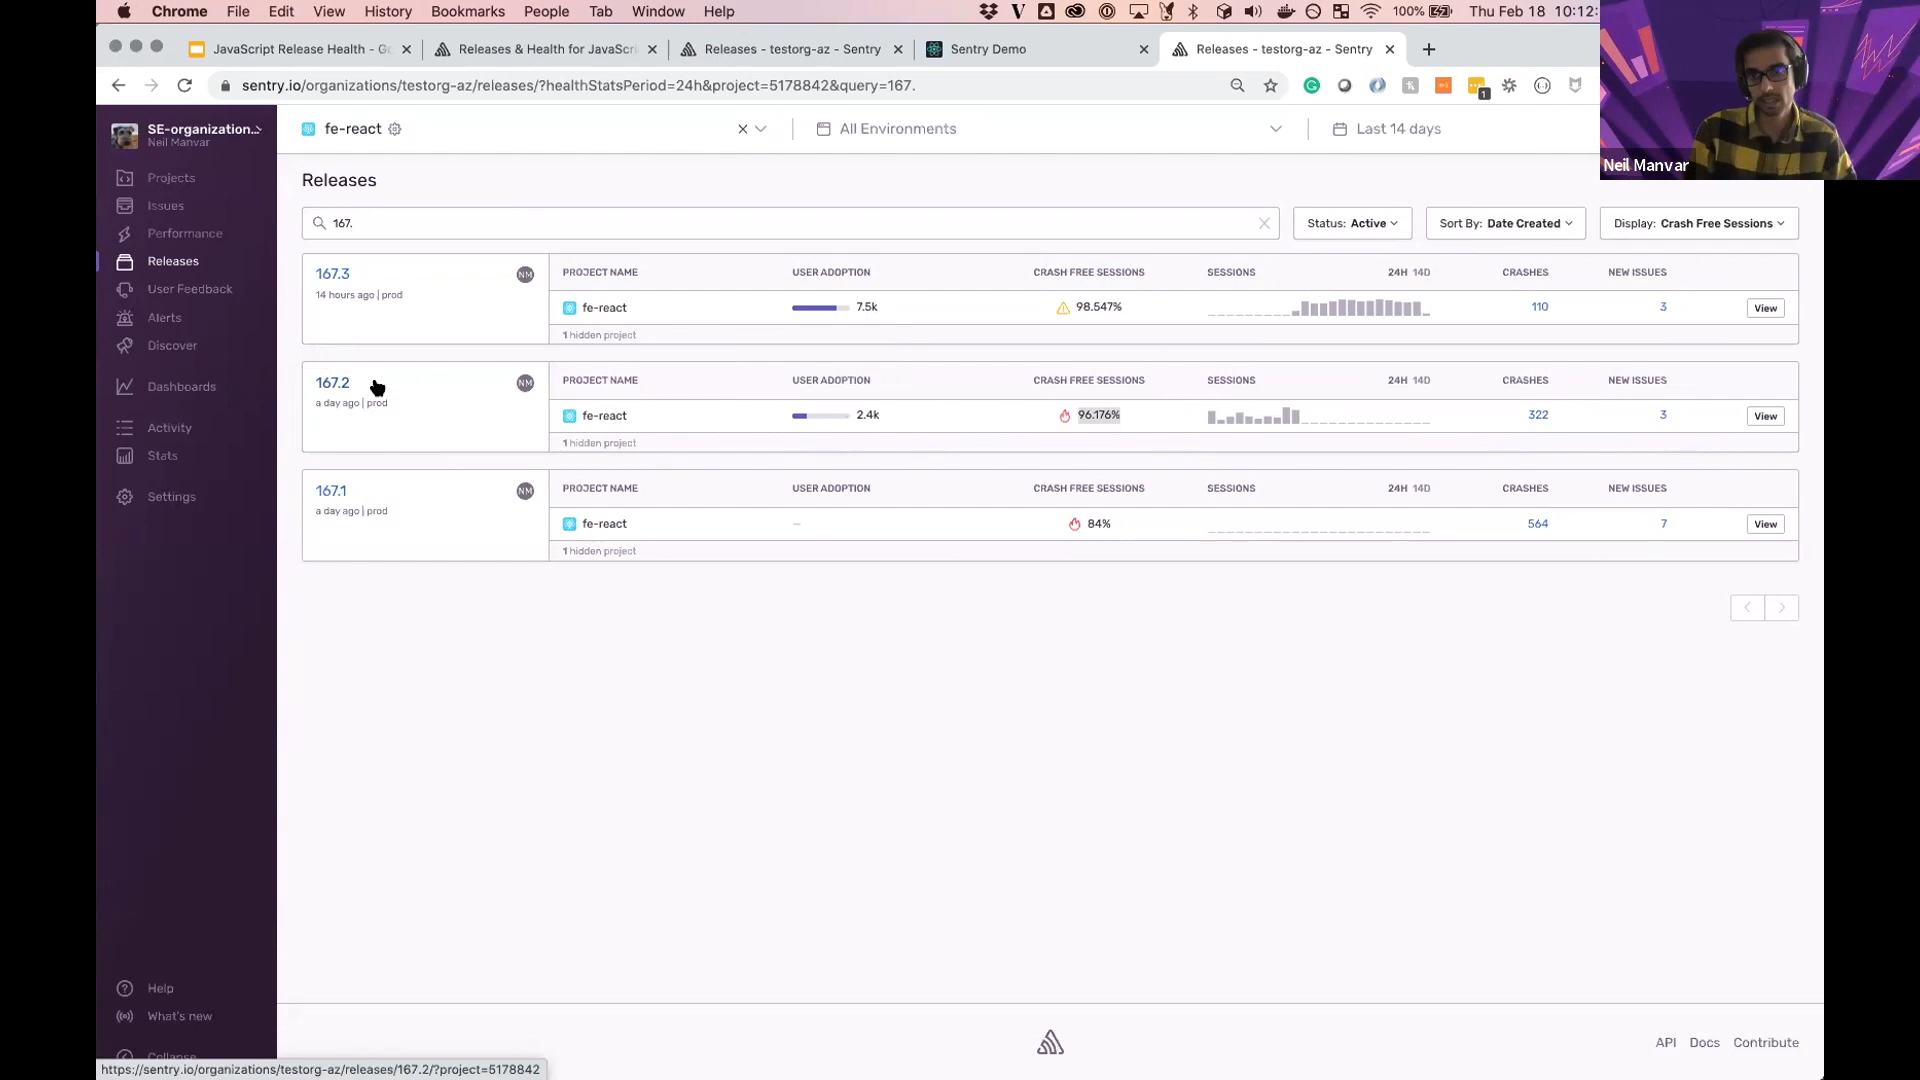 Chrome File Edit View History Bookmarks People Tab Window Help 100% Thu Feb 18 10:12:
JavaScript Release Health - Go Releases & Health for JavaScri Releases - testorg-az - Sentry Sentry Demo Releases - testorg-az - Sentry
sentry.io/organizations/testorg-az/releases/?healthStatsPeriod=24h&project=5178842&query=167.
1
Neil Manvar
SE-organization...
Neil Manvar
fe-react All Environments Last 14 days
Projects
Issues
Performance
Releases
User Feedback
Alerts
Discover
Dashboards
Activity
Stats
Settings
Help
What's new
Collapse
Releases
167.
Status: Active Sort By: Date Created Display: Crash Free Sessions
167.3 NM PROJECT NAME USER ADOPTION CRASH FREE SESSIONS SESSIONS 24H 14D CRASHES NEW ISSUES
14 hours ago | prod fe-react 7.5k 98.547% 110 3 View
1 hidden project
167.2 NM PROJECT NAME USER ADOPTION CRASH FREE SESSIONS SESSIONS 24H 14D CRASHES NEW ISSUES
a day ago | prod fe-react 2.4k 96.176% 322 3 View
1 hidden project
167.1 NM PROJECT NAME USER ADOPTION CRASH FREE SESSIONS SESSIONS 24H 14D CRASHES NEW ISSUES
a day ago | prod fe-react – 84% 564 7 View
1 hidden project
API Docs Contribute
https://sentry.io/organizations/testorg-az/releases/167.2/?project=5178842